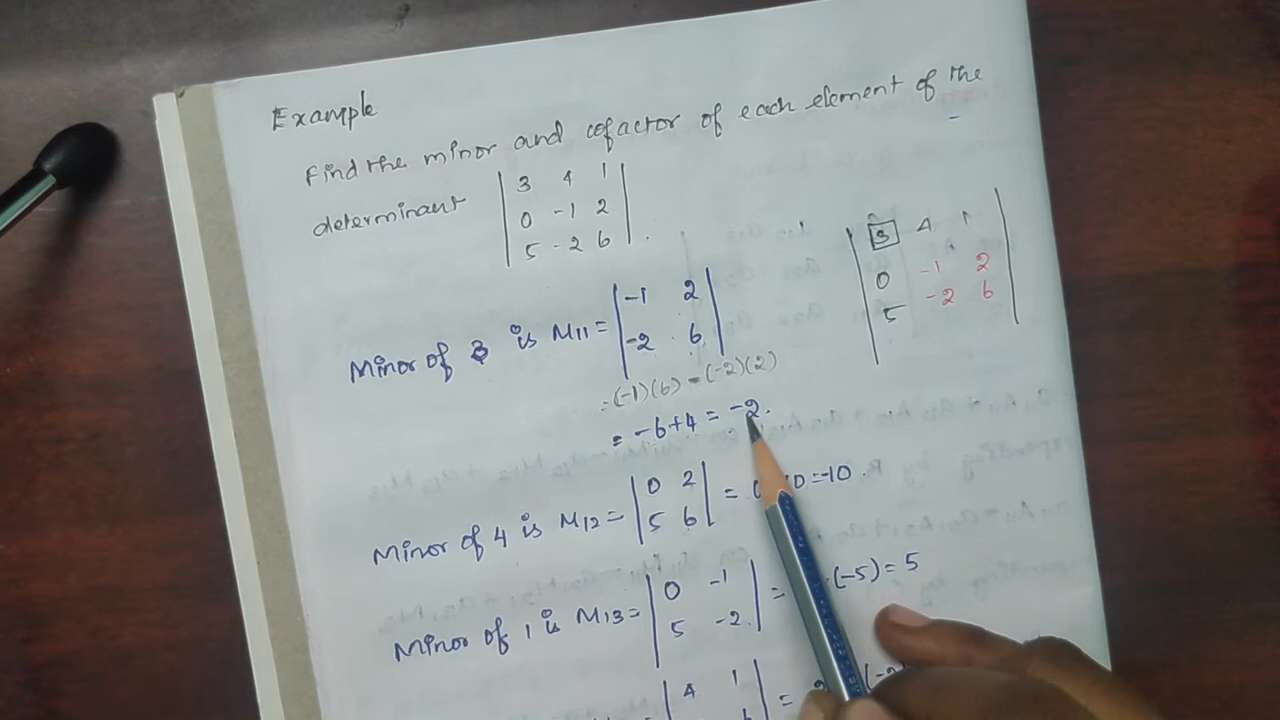 Example
Find the minor and cofactor of each element of the
determinant | 3 4 1 |
| 0 -1 2 |
| 5 -2 6 | .
| 3 4 1 |
| 0 -1 2 |
| 5 -2 6 |
Minor of 3 is M11 = | -1 2 |
| -2 6 |
= (-1)(6) - (-2)(2)
= -6+4 = -2.
Minor of 4 is M12 = | 0 2 | = 10 = -10.
| 5 6 |
Minor of 1 is M13 = | 0 -1 | = (-5) = 5
| 5 -2 |
| 4 1 | =